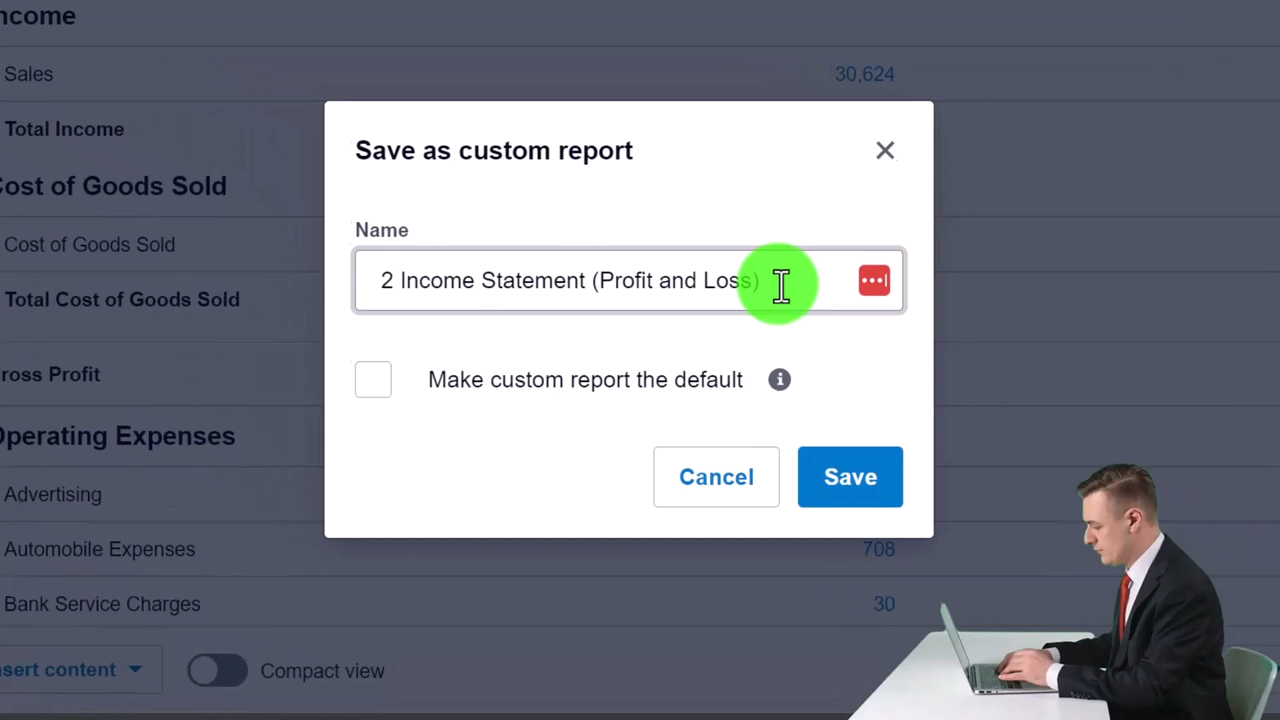 ncome
Sales 30,624
Total Income
Cost of Goods Sold
Cost of Goods Sold
Total Cost of Goods Sold
ross Profit
Operating Expenses
Advertising
Automobile Expenses 708
Bank Service Charges 30
nsert content
Compact view
Save as custom report
Name
2 Income Statement (Profit and Loss)
Make custom report the default
Cancel Save